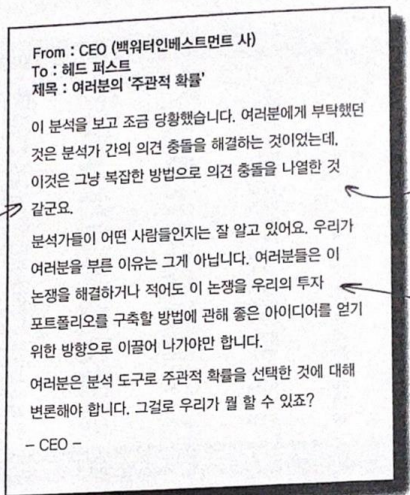 From : CEO (백워터인베스트먼트 사)
To : 헤드 퍼스트
제목 : 여러분의 '주관적 확률'
이 분석을 보고 조금 당황했습니다. 여러분에게 부탁했던
것은 분석가 간의 의견 충돌을 해결하는 것이었는데,
이것은 그냥 복잡한 방법으로 의견 충돌을 나열한 것
같군요.
분석가들이 어떤 사람들인지는 잘 알고 있어요. 우리가
여러분을 부른 이유는 그게 아닙니다. 여러분들은 이
논쟁을 해결하거나 적어도 이 논쟁을 우리의 투자
포트폴리오를 구축할 방법에 관해 좋은 아이디어를 얻기
위한 방향으로 이끌어 나가야만 합니다.
여러분은 분석 도구로 주관적 확률을 선택한 것에 대해
변론해야 합니다. 그걸로 우리가 뭘 할 수 있죠?
– CEO –